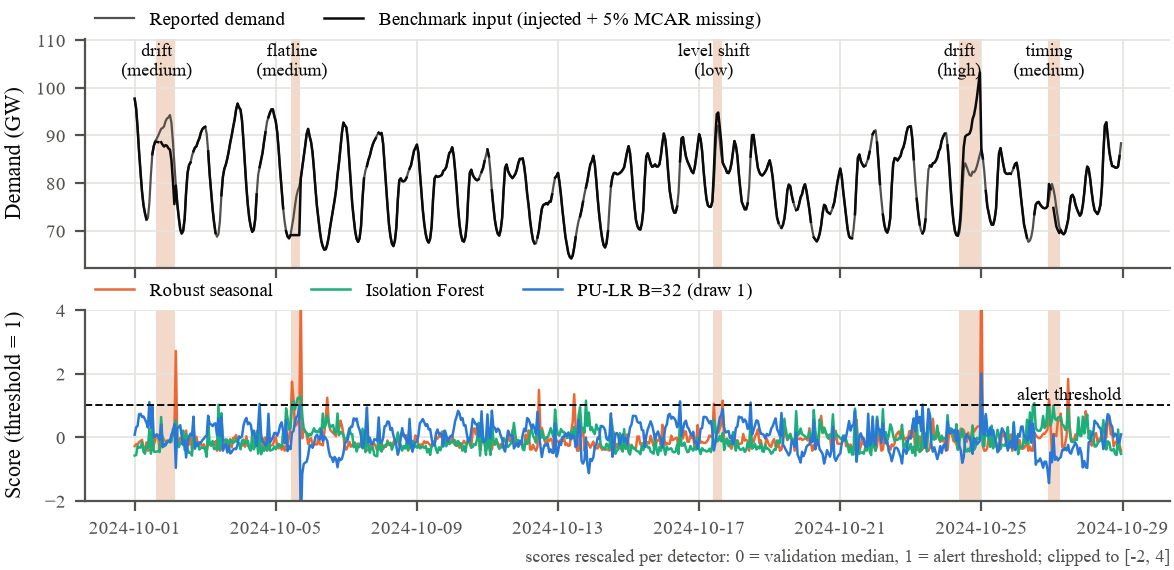 Reported demand
Benchmark input (injected + 5% MCAR missing)
Demand (GW)
110
100
90
80
70
drift
(medium)
flatline
(medium)
level shift
(low)
drift
(high)
timing
(medium)
Robust seasonal
Isolation Forest
PU-LR B=32 (draw 1)
Score (threshold = 1)
4
2
0
−2
alert threshold
2024-10-01
2024-10-05
2024-10-09
2024-10-13
2024-10-17
2024-10-21
2024-10-25
2024-10-29
scores rescaled per detector: 0 = validation median, 1 = alert threshold; clipped to [-2, 4]